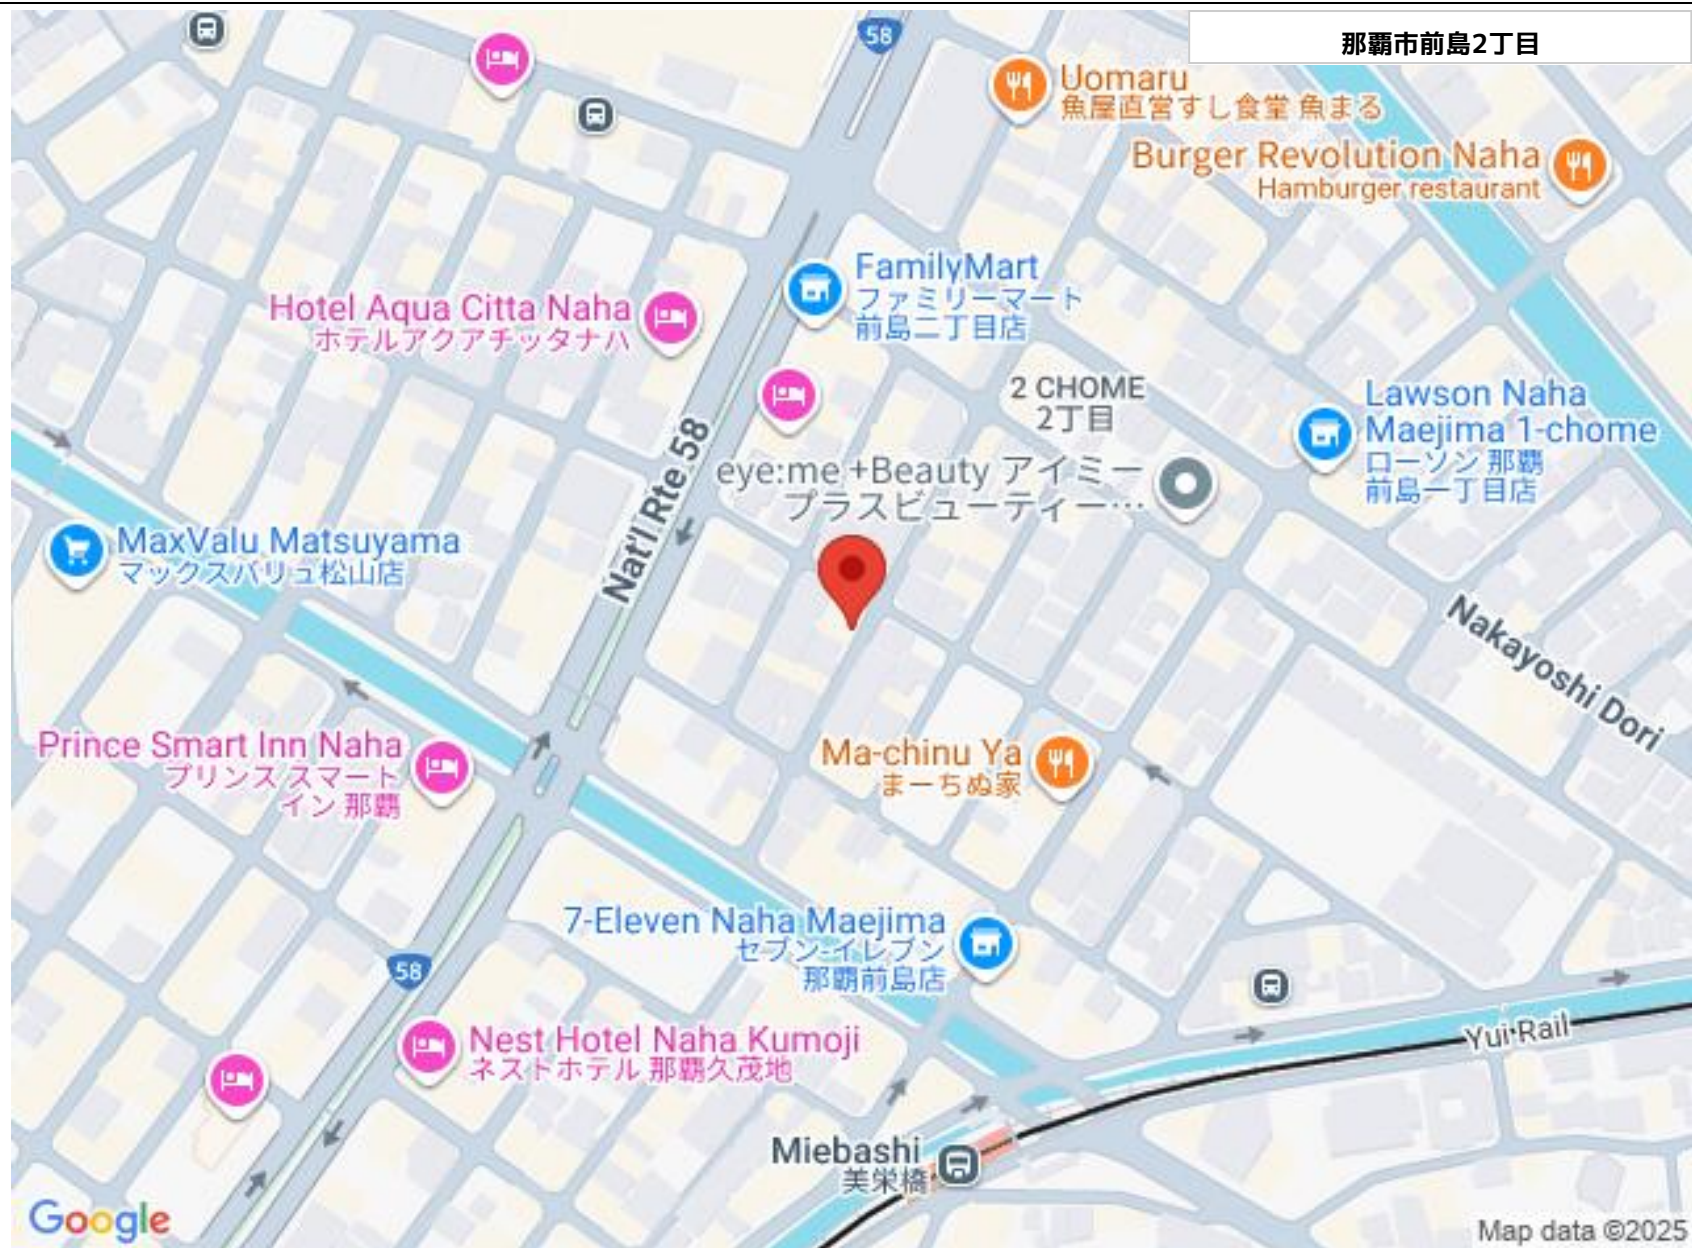 那覇市前島2丁目
58
Uomaru
魚屋直営すし食堂 魚まる
Burger Revolution Naha
Hamburger restaurant
FamilyMart
ファミリーマート
前島二丁目店
Hotel Aqua Citta Naha
ホテルアクアチッタナハ
2 CHOME
2丁目
Lawson Naha
Maejima 1-chome
ローソン 那覇
前島一丁目店
Nat'l Rte 58
eye:me +Beauty アイミー
プラスビューティー…
MaxValu Matsuyama
マックスバリュ松山店
Nakayoshi Dori
Prince Smart Inn Naha
プリンス スマート
イン 那覇
Ma-chinu Ya
まーちぬ家
7-Eleven Naha Maejima
セブン-イレブン
那覇前島店
58
Nest Hotel Naha Kumoji
ネストホテル 那覇久茂地
Yui Rail
Miebashi
美栄橋
Google
Map data ©2025